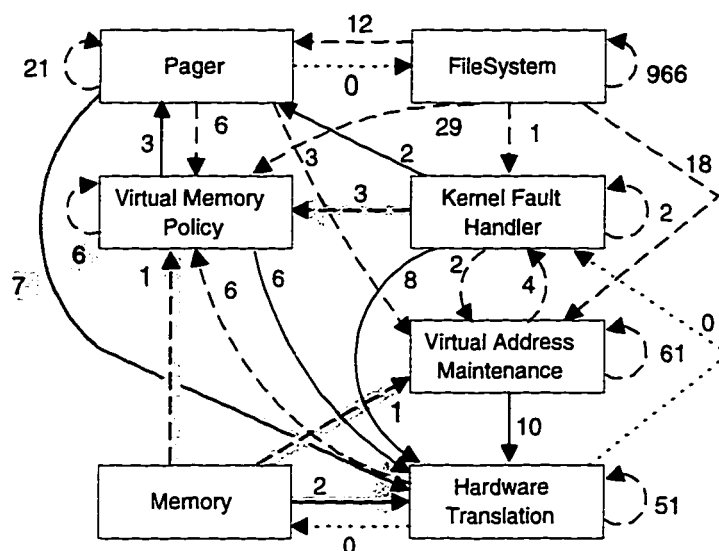 12
21
Pager
FileSystem
966
0
3
6
3
29
1
2
18
Virtual Memory
Policy
3
Kernel Fault
Handler
2
6
1
7
6
6
8
2
4
0
Virtual Address
Maintenance
61
1
10
Memory
2
Hardware
Translation
51
0